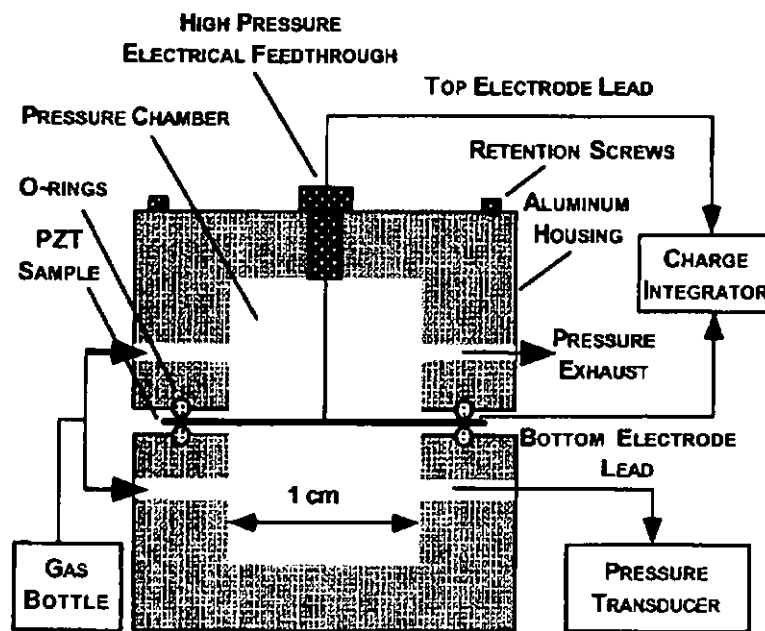 HIGH PRESSURE
ELECTRICAL FEEDTHROUGH
TOP ELECTRODE LEAD
PRESSURE CHAMBER
RETENTION SCREWS
O-RINGS
ALUMINUM
HOUSING
PZT
SAMPLE
CHARGE
INTEGRATOR
PRESSURE
EXHAUST
BOTTOM ELECTRODE
LEAD
1 cm
GAS
BOTTLE
PRESSURE
TRANSDUCER